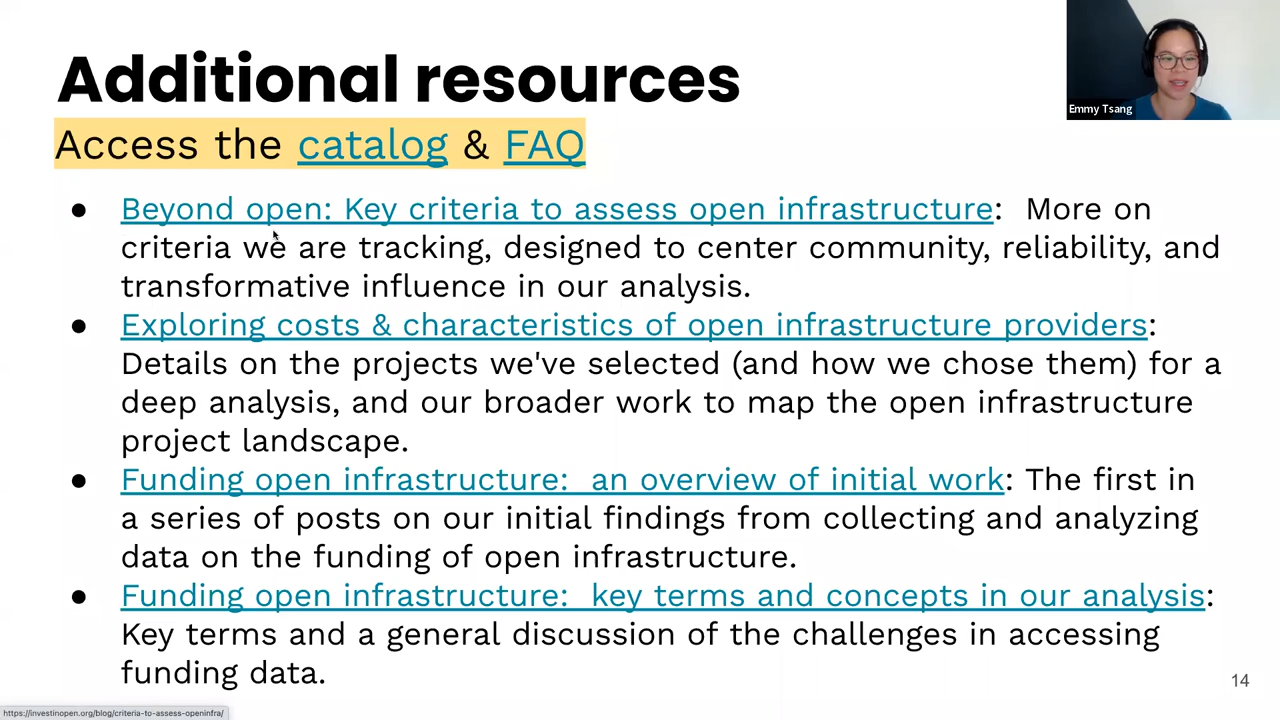 Additional resources
Emmy Tsang
Access the catalog & FAQ
● Beyond open: Key criteria to assess open infrastructure:  More on
criteria we are tracking, designed to center community, reliability, and
transformative influence in our analysis.
● Exploring costs & characteristics of open infrastructure providers:
Details on the projects we've selected (and how we chose them) for a
deep analysis, and our broader work to map the open infrastructure
project landscape.
● Funding open infrastructure:  an overview of initial work: The first in
a series of posts on our initial findings from collecting and analyzing
data on the funding of open infrastructure.
● Funding open infrastructure:  key terms and concepts in our analysis:
Key terms and a general discussion of the challenges in accessing
funding data.
14
https://investinopen.org/blog/criteria-to-assess-openinfra/